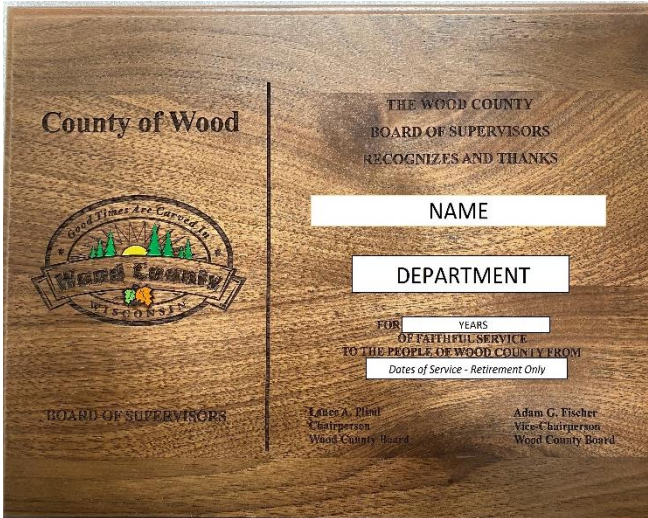 County of Wood
Good Times Are Carved In
Wood County
WISCONSIN
BOARD OF SUPERVISORS
THE WOOD COUNTY
BOARD OF SUPERVISORS
RECOGNIZES AND THANKS
NAME
DEPARTMENT
FOR YEARS
OF FAITHFUL SERVICE
TO THE PEOPLE OF WOOD COUNTY FROM
Dates of Service - Retirement Only
Lance A. Pliml
Chairperson
Wood County Board
Adam G. Fischer
Vice-Chairperson
Wood County Board